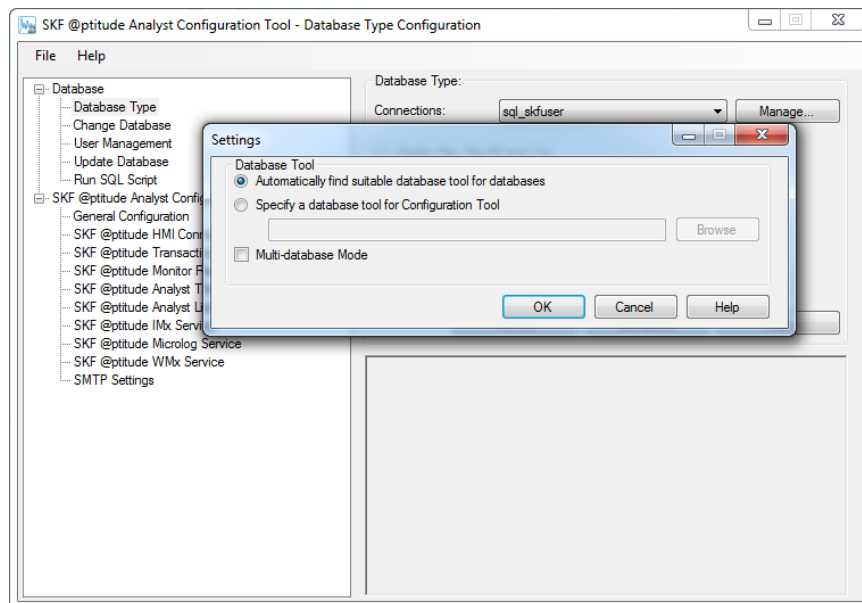 SKF @ptitude Analyst Configuration Tool - Database Type Configuration
File Help
Database
Database Type
Change Database
User Management
Update Database
Run SQL Script
SKF @ptitude Analyst Config
General Configuration
SKF @ptitude HMI Con
SKF @ptitude Transacti
SKF @ptitude Monitor R
SKF @ptitude Analyst T
SKF @ptitude Analyst Li
SKF @ptitude IMx Servi
SKF @ptitude Microlog Service
SKF @ptitude WMx Service
SMTP Settings
Database Type:
Connections: sql_skfuser Manage...
Settings
Database Tool
Automatically find suitable database tool for databases
Specify a database tool for Configuration Tool
Browse
Multi-database Mode
OK Cancel Help